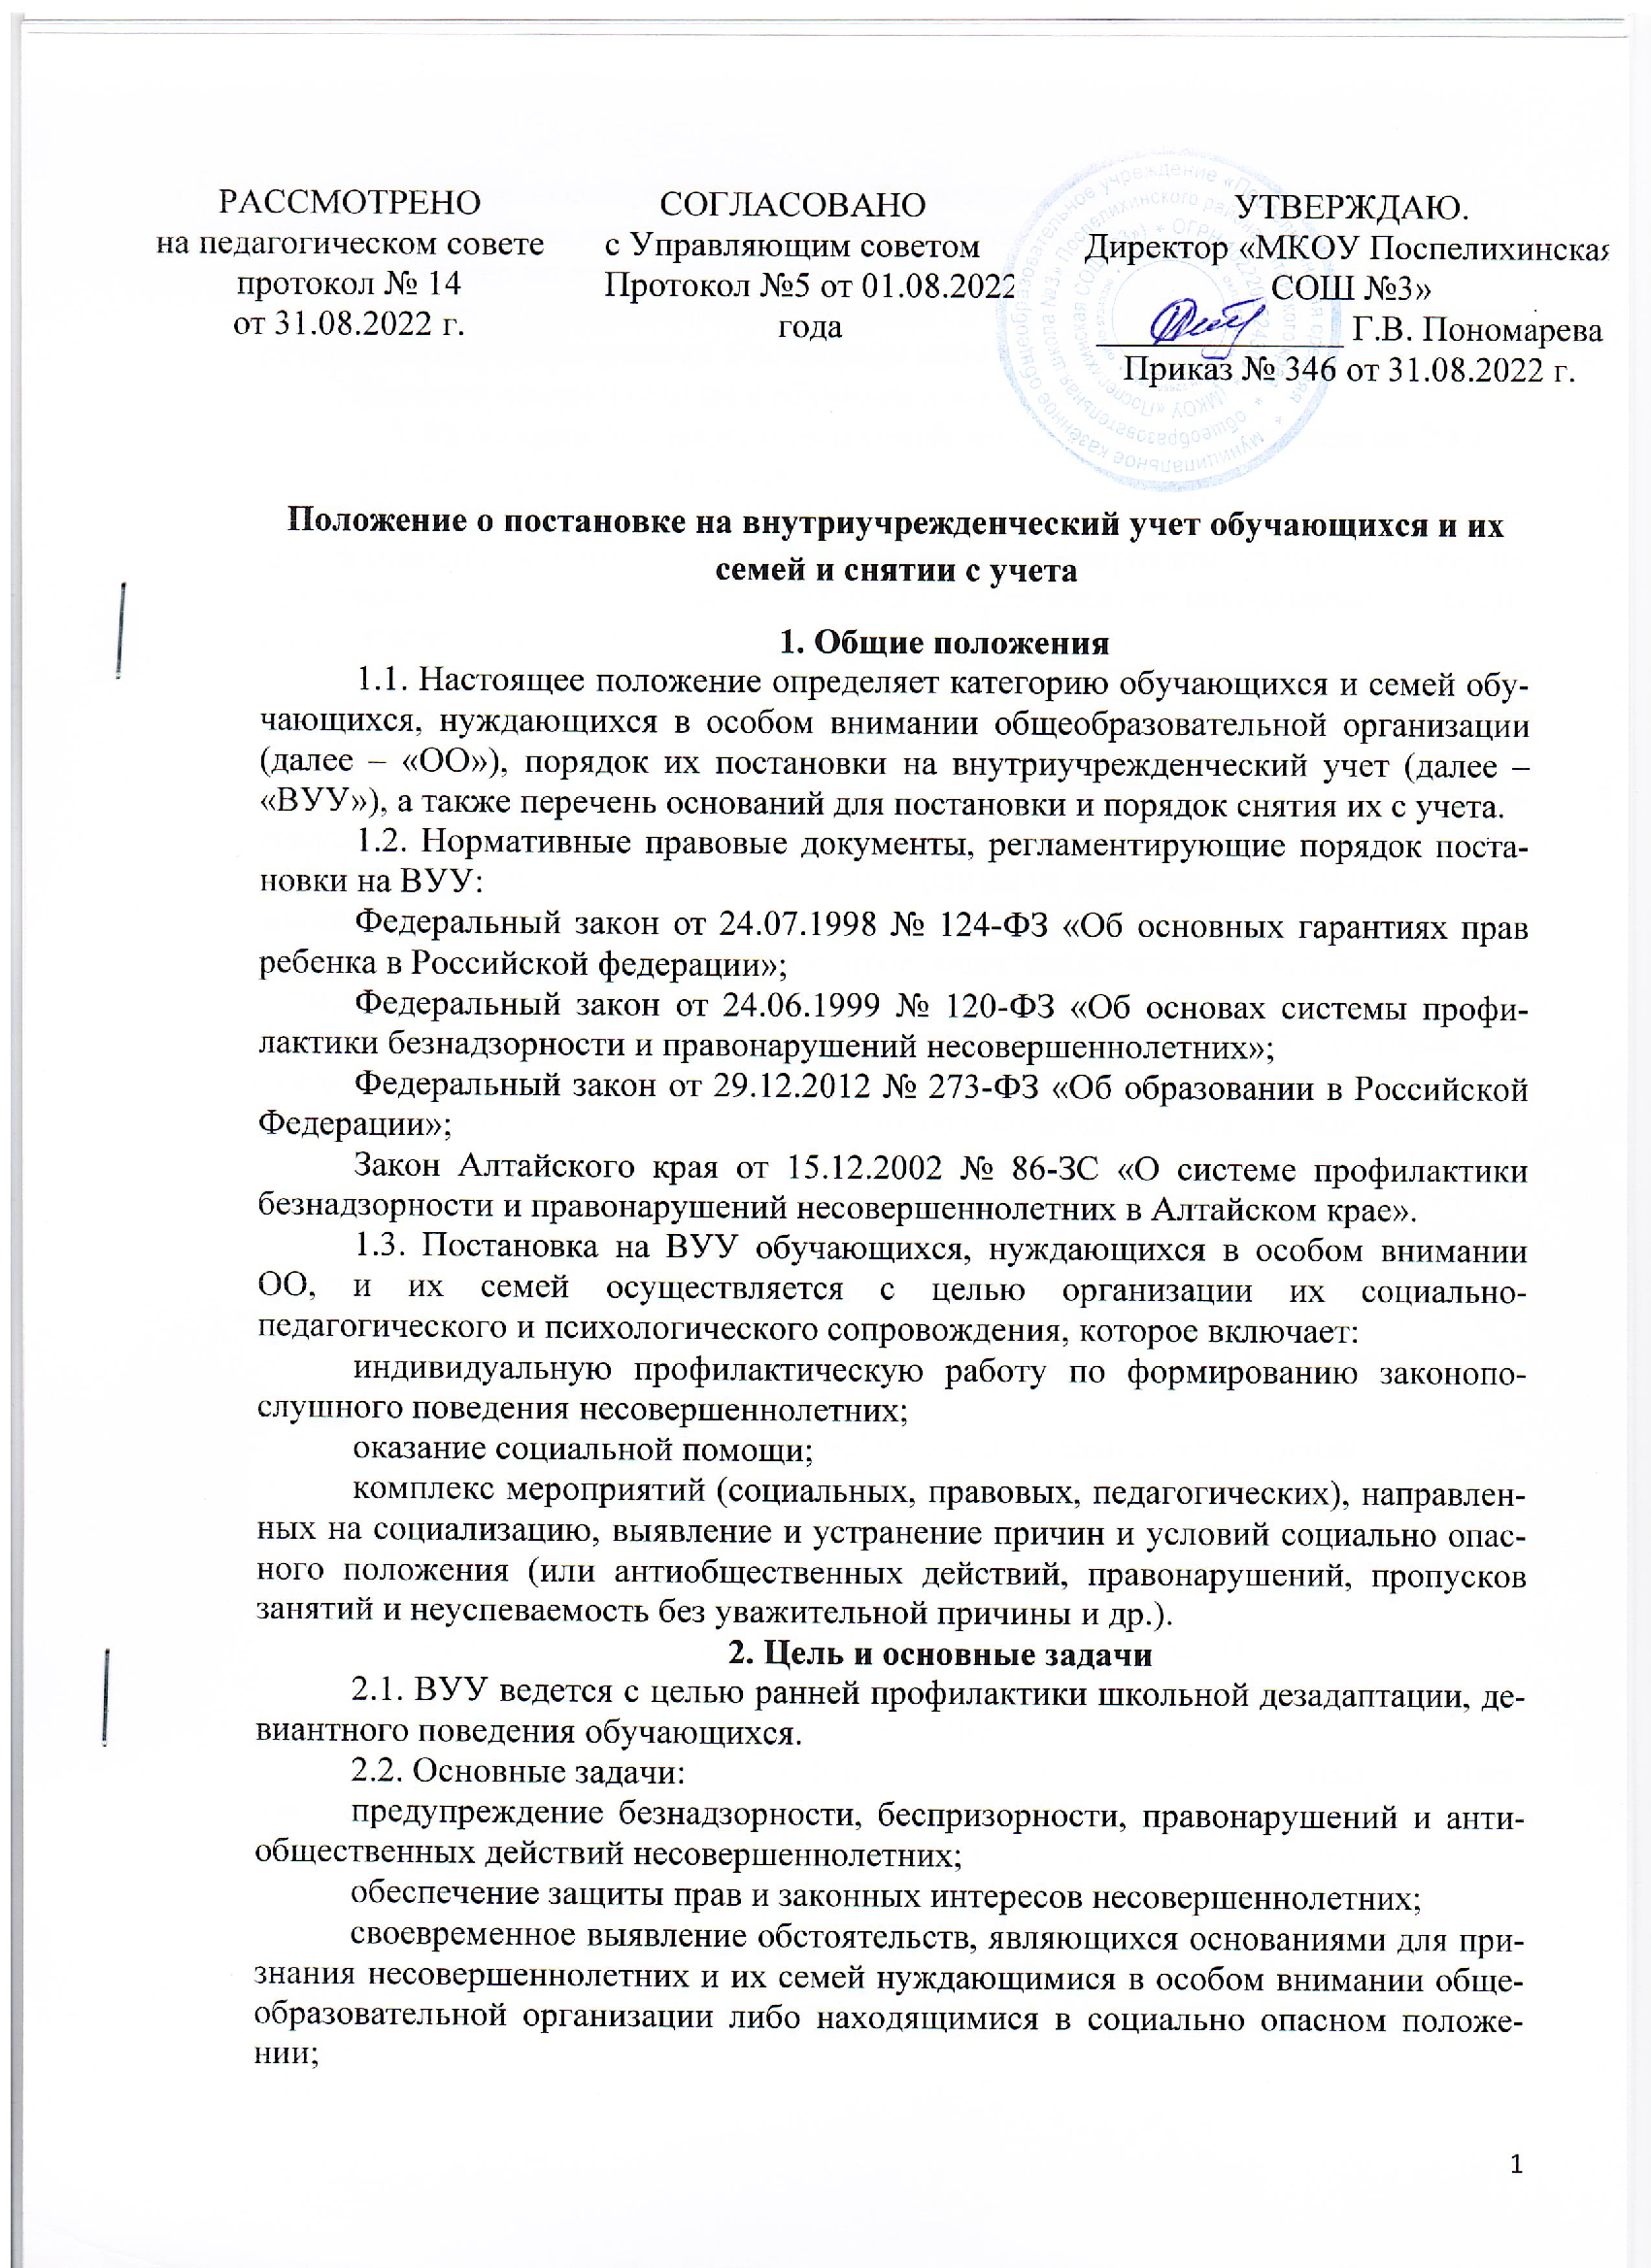 РАССМОТРЕНО
на педагогическом совете
протокол № 14
от 31.08.2022 г.
СОГЛАСОВАНО
с Управляющим советом
Протокол №5 от 01.08.2022
года
УТВЕРЖДАЮ.
Директор «МКОУ Поспелихинская
СОШ №3»
Г.В. Пономарева
Приказ № 346 от 31.08.2022 г.
Положение о постановке на внутриучрежденческий учет обучающихся и их
семей и снятии с учета
1. Общие положения
1.1. Настоящее положение определяет категорию обучающихся и семей обу-
чающихся, нуждающихся в особом внимании общеобразовательной организации
(далее – «ОО»), порядок их постановки на внутриучрежденческий учет (далее –
«ВУУ»), а также перечень оснований для постановки и порядок снятия их с учета.
1.2. Нормативные правовые документы, регламентирующие порядок поста-
новки на ВУУ:
Федеральный закон от 24.07.1998 № 124-ФЗ «Об основных гарантиях прав
ребенка в Российской федерации»;
Федеральный закон от 24.06.1999 № 120-ФЗ «Об основах системы профи-
лактики безнадзорности и правонарушений несовершеннолетних»;
Федеральный закон от 29.12.2012 № 273-ФЗ «Об образовании в Российской
Федерации»;
Закон Алтайского края от 15.12.2002 № 86-ЗС «О системе профилактики
безнадзорности и правонарушений несовершеннолетних в Алтайском крае».
1.3. Постановка на ВУУ обучающихся, нуждающихся в особом внимании
ОО, и их семей осуществляется с целью организации их социально-
педагогического и психологического сопровождения, которое включает:
индивидуальную профилактическую работу по формированию законопо-
слушного поведения несовершеннолетних;
оказание социальной помощи;
комплекс мероприятий (социальных, правовых, педагогических), направлен-
ных на социализацию, выявление и устранение причин и условий социально опас-
ного положения (или антиобщественных действий, правонарушений, пропусков
занятий и неуспеваемость без уважительной причины и др.).
2. Цель и основные задачи
2.1. ВУУ ведется с целью ранней профилактики школьной дезадаптации, де-
виантного поведения обучающихся.
2.2. Основные задачи:
предупреждение безнадзорности, беспризорности, правонарушений и анти-
общественных действий несовершеннолетних;
обеспечение защиты прав и законных интересов несовершеннолетних;
своевременное выявление обстоятельств, являющихся основаниями для при-
знания несовершеннолетних и их семей нуждающимися в особом внимании обще-
образовательной организации либо находящимися в социально опасном положе-
нии;
1